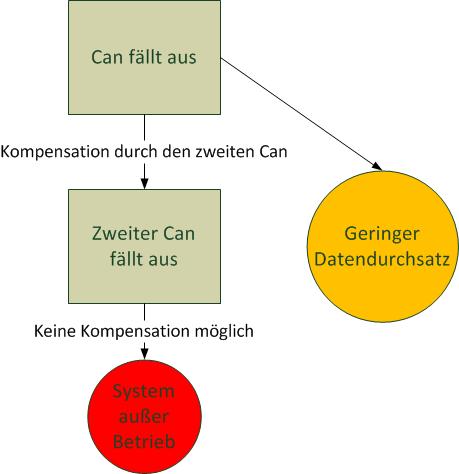 Can fällt aus
Kompensation durch den zweiten Can
Zweiter Can
fällt aus
Geringer
Datendurchsatz
Keine Kompensation möglich
System
außer
Betrieb